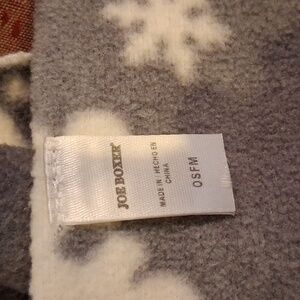 JOE BOXER®
MADE IN / HECHO EN
CHINA
OSFM